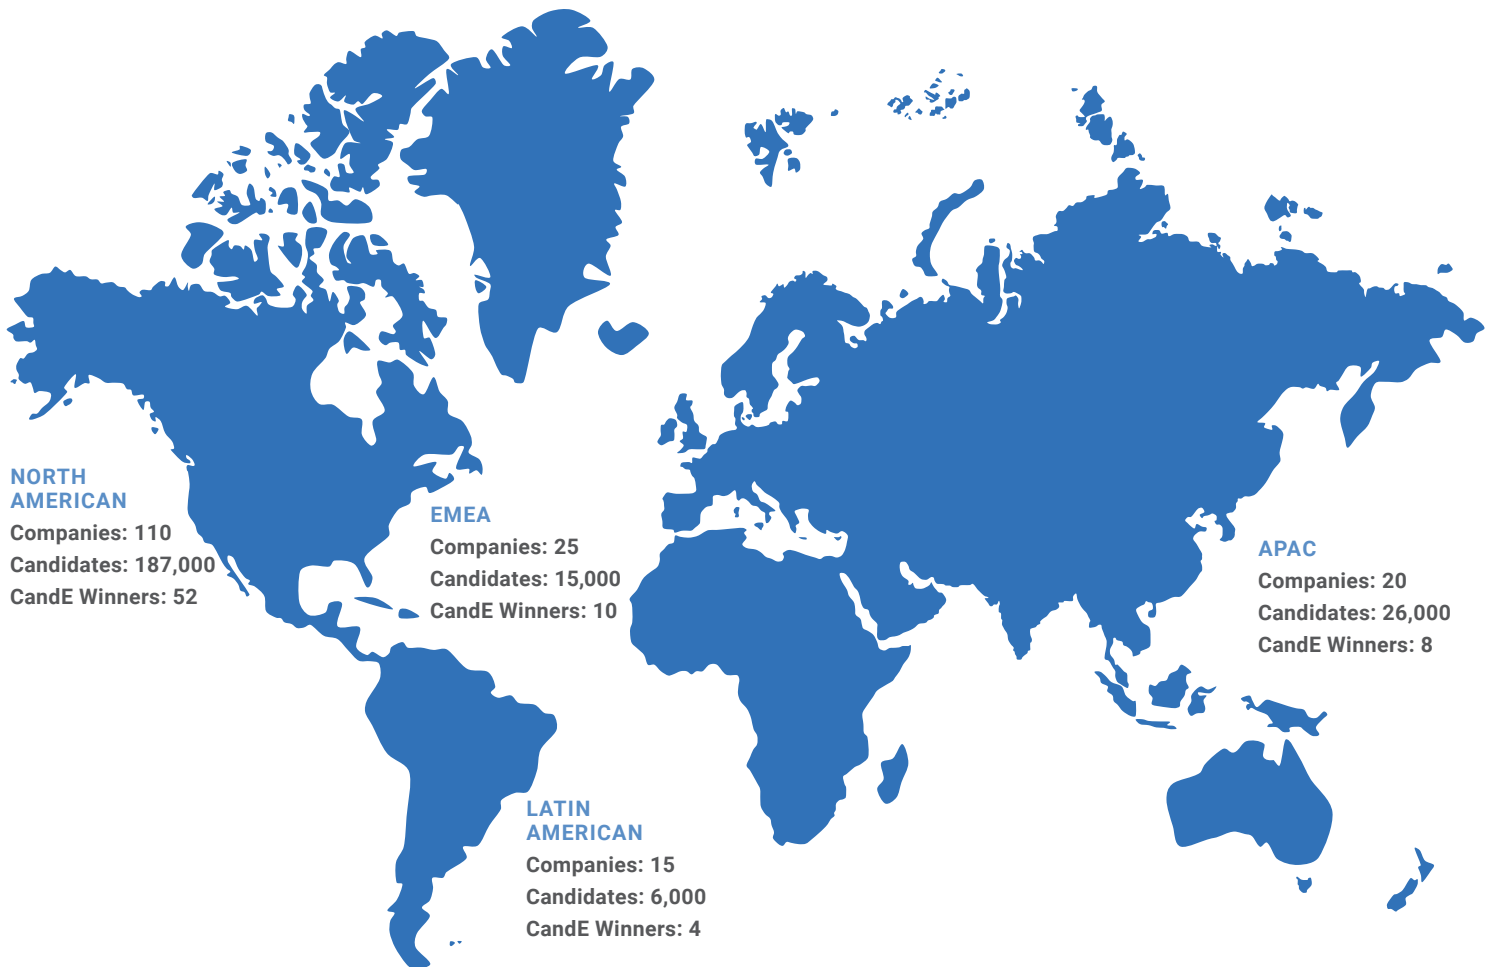 NORTH
AMERICAN
Companies: 110
Candidates: 187,000
CandE Winners: 52
EMEA
Companies: 25
Candidates: 15,000
CandE Winners: 10
APAC
Companies: 20
Candidates: 26,000
CandE Winners: 8
LATIN
AMERICAN
Companies: 15
Candidates: 6,000
CandE Winners: 4